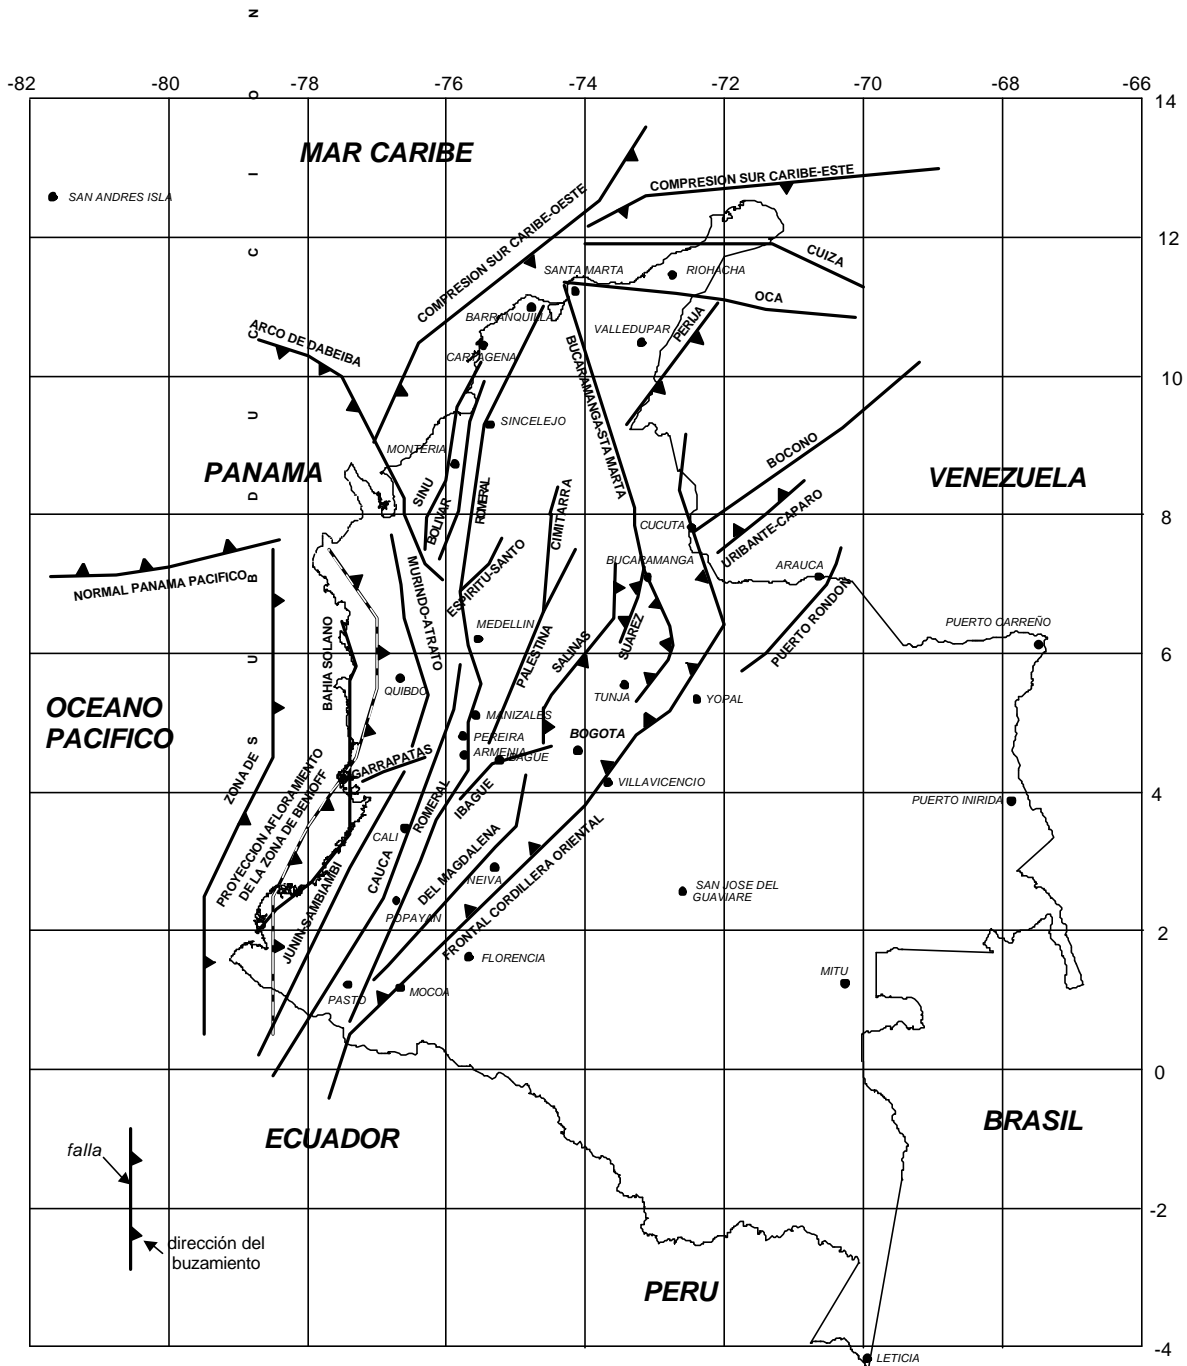 -82 -80 -78 -76 -74 -72 -70 -68 -66
14
MAR CARIBE
COMPRESION SUR CARIBE-ESTE
SAN ANDRES ISLA
COMPRESION SUR CARIBE-OESTE
12
CUIZA
SANTA MARTA
RIOHACHA
OCA
BARRANQUILLA
ARCO DE DABEIBA
VALLEDUPAR
PERIJA
CARTAGENA
BUCARAMANGA-STA MARTA
10
SINCELEJO
MONTERIA
BOCONO
PANAMA
VENEZUELA
SINU
BOLIVAR
ROMERAL
CIMITARRA
URIBANTE-CAPARO
8
CUCUTA
BUCARAMANGA
ARAUCA
NORMAL PANAMA PACIFICO
MURINDO-ATRATO
ESPIRITU-SANTO
PUERTO RONDON
MEDELLIN
PUERTO CARREÑO
BAHIA SOLANO
PALESTINA
SALINAS
SUAREZ
6
QUIBDO
TUNJA
YOPAL
OCEANO
PACIFICO
MANIZALES
PEREIRA
BOGOTA
ARMENIA
IBAGUE
GARRAPATAS
VILLAVICENCIO
ZONA DE SUBDUCCION
PROYECCION AFLORAMIENTO
DE LA ZONA DE BENIOFF
ROMERAL
IBAGUE
PUERTO INIRIDA
4
CALI
CAUCA
DEL MAGDALENA
NEIVA
FRONTAL CORDILLERA ORIENTAL
SAN JOSE DEL
GUAVIARE
JUNIN-SAMBIAMBI
POPAYAN
2
FLORENCIA
MITU
PASTO
MOCOA
0
ECUADOR
BRASIL
falla
-2
dirección del
buzamiento
PERU
-4
LETICIA